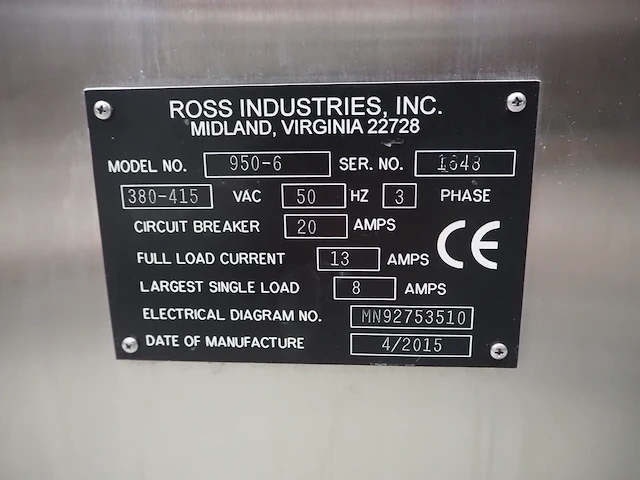 ROSS INDUSTRIES, INC.
MIDLAND, VIRGINIA 22728
MODEL NO. 950-6 SER. NO. 1648
380-415 VAC 50 HZ 3 PHASE
CIRCUIT BREAKER 20 AMPS
CE
FULL LOAD CURRENT 13 AMPS
LARGEST SINGLE LOAD 8 AMPS
ELECTRICAL DIAGRAM NO. MN92753510
DATE OF MANUFACTURE 4/2015